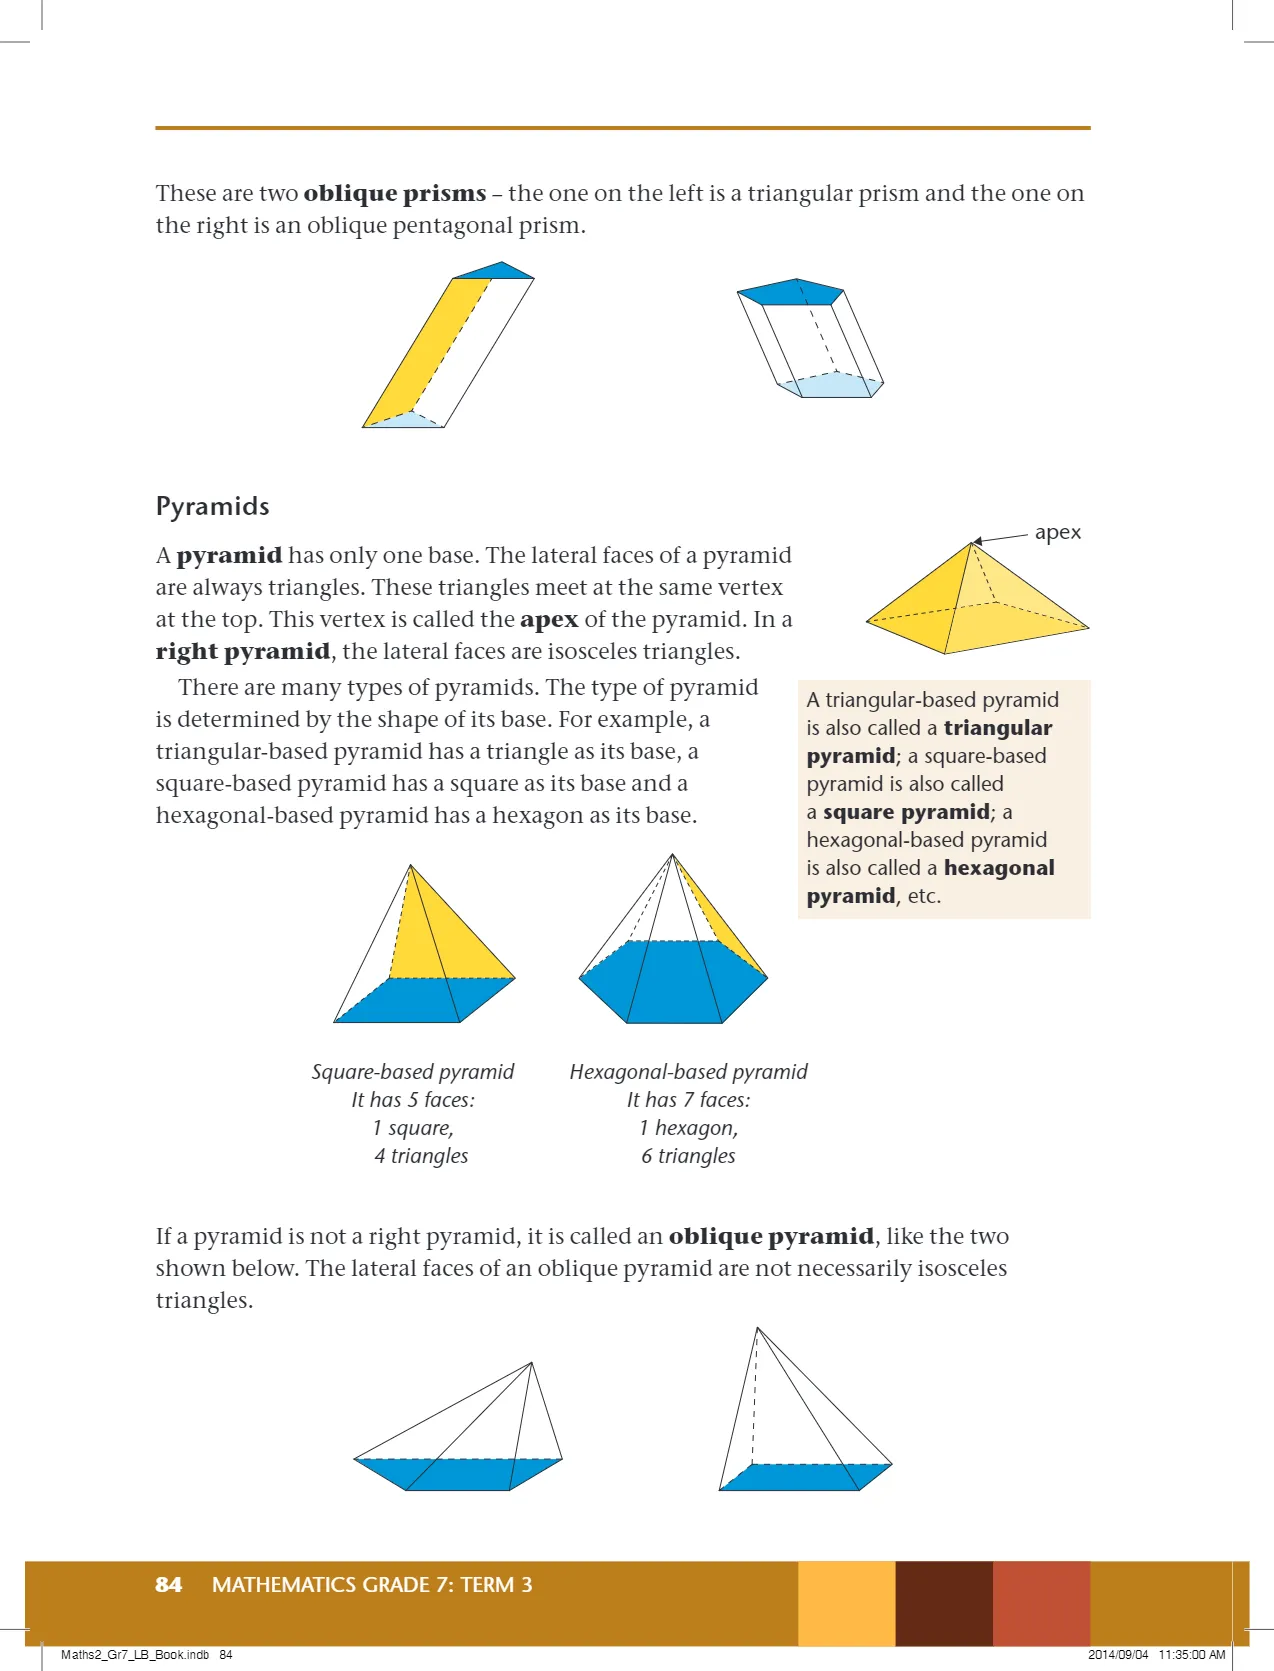 These are two oblique prisms – the one on the left is a triangular prism and the one on
the right is an oblique pentagonal prism.
Pyramids
A pyramid has only one base. The lateral faces of a pyramid
are always triangles. These triangles meet at the same vertex
at the top. This vertex is called the apex of the pyramid. In a
right pyramid, the lateral faces are isosceles triangles.
There are many types of pyramids. The type of pyramid
is determined by the shape of its base. For example, a
triangular-based pyramid has a triangle as its base, a
square-based pyramid has a square as its base and a
hexagonal-based pyramid has a hexagon as its base.
apex
A triangular-based pyramid
is also called a triangular
pyramid; a square-based
pyramid is also called
a square pyramid; a
hexagonal-based pyramid
is also called a hexagonal
pyramid, etc.
Square-based pyramid
It has 5 faces:
1 square,
4 triangles
Hexagonal-based pyramid
It has 7 faces:
1 hexagon,
6 triangles
If a pyramid is not a right pyramid, it is called an oblique pyramid, like the two
shown below. The lateral faces of an oblique pyramid are not necessarily isosceles
triangles.
84 MATHEMATICS GRADE 7: TERM 3
Maths2_Gr7_LB_Book.indb 84
2014/09/04 11:35:00 AM